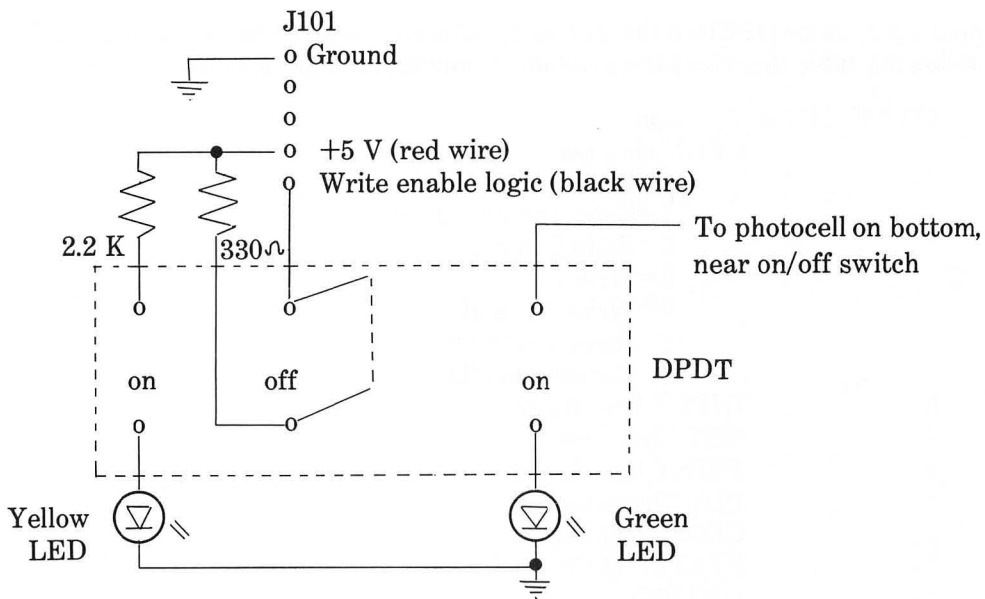 J101
Ground
+5 V (red wire)
Write enable logic (black wire)
2.2 K
330Ω
To photocell on bottom,
near on/off switch
on
off
on
DPDT
Yellow
LED
Green
LED